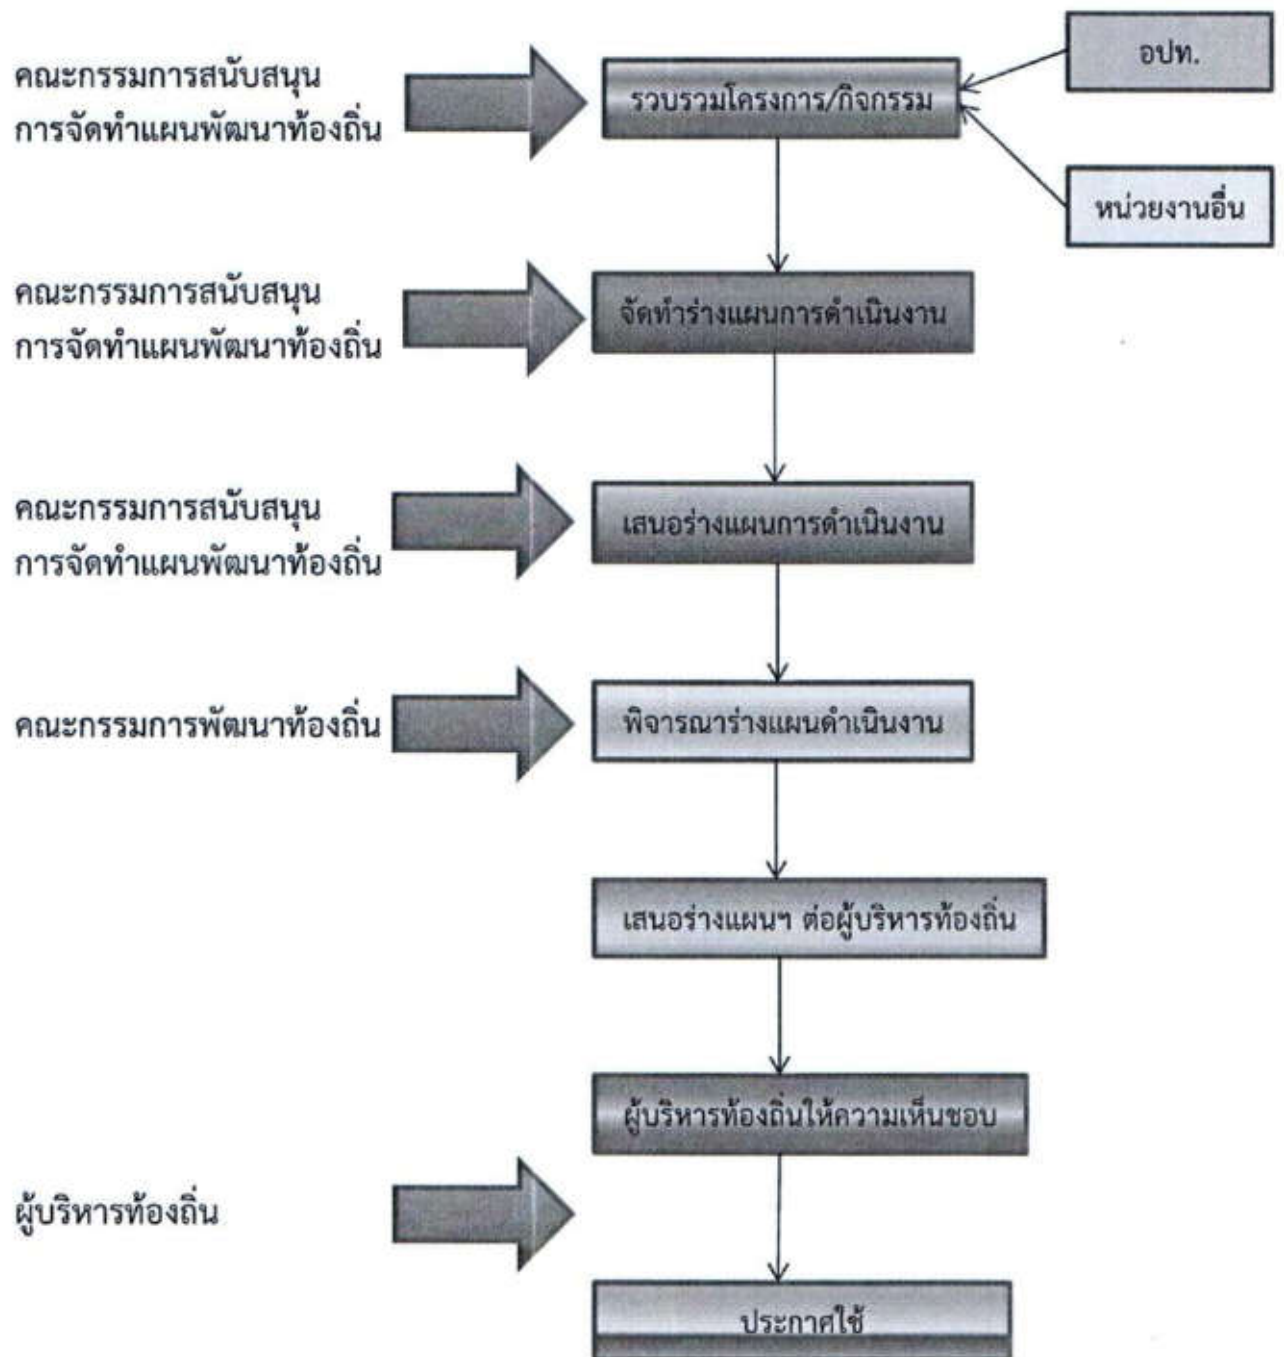 คณะกรรมการสนับสนุน
การจัดทำแผนพัฒนาท้องถิ่น
รวบรวมโครงการ/กิจกรรม
อปท.
หน่วยงานอื่น
คณะกรรมการสนับสนุน
การจัดทำแผนพัฒนาท้องถิ่น
จัดทำร่างแผนการดำเนินงาน
คณะกรรมการสนับสนุน
การจัดทำแผนพัฒนาท้องถิ่น
เสนอร่างแผนการดำเนินงาน
คณะกรรมการพัฒนาท้องถิ่น
พิจารณาร่างแผนดำเนินงาน
เสนอร่างแผนฯ ต่อผู้บริหารท้องถิ่น
ผู้บริหารท้องถิ่นให้ความเห็นชอบ
ผู้บริหารท้องถิ่น
ประกาศใช้